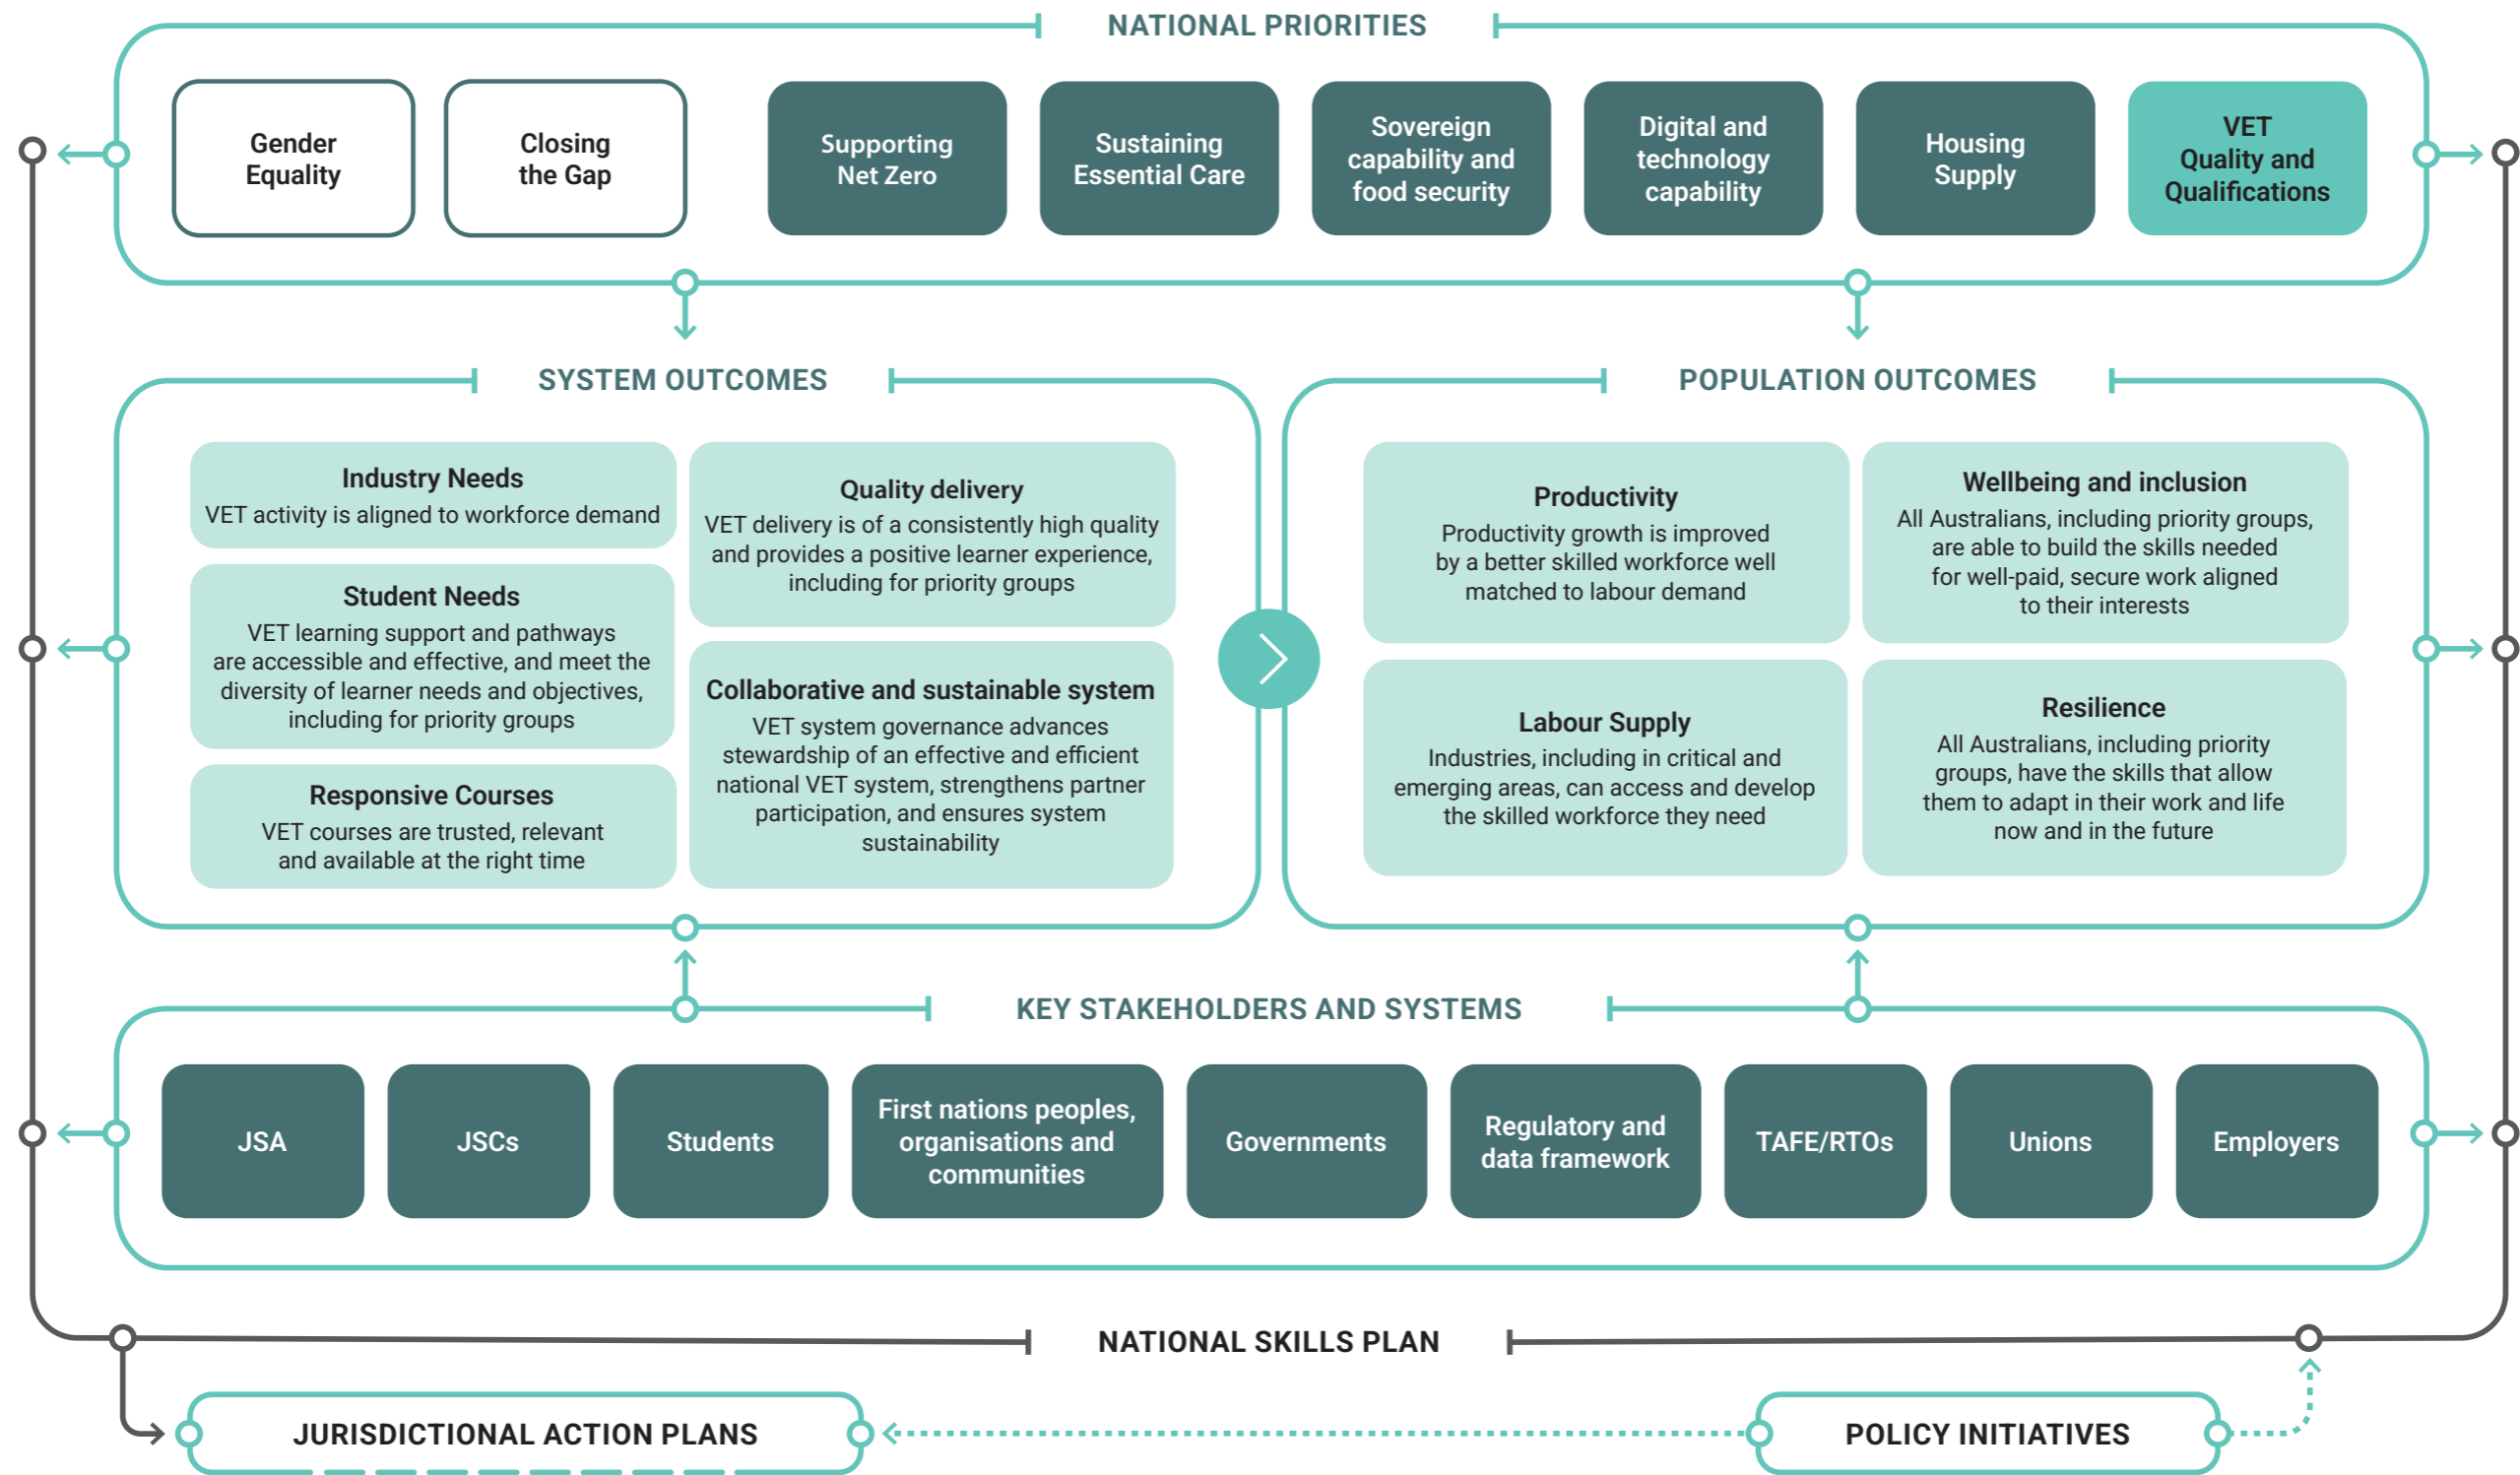 NATIONAL PRIORITIES
Gender
Equality
Closing
the Gap
Supporting
Net Zero
Sustaining
Essential Care
Sovereign
capability and
food security
Digital and
technology
capability
Housing
Supply
VET
Quality and
Qualifications
SYSTEM OUTCOMES
Industry Needs
VET activity is aligned to workforce demand
Student Needs
VET learning support and pathways
are accessible and effective, and meet the
diversity of learner needs and objectives,
including for priority groups
Responsive Courses
VET courses are trusted, relevant
and available at the right time
Quality delivery
VET delivery is of a consistently high quality
and provides a positive learner experience,
including for priority groups
Collaborative and sustainable system
VET system governance advances
stewardship of an effective and efficient
national VET system, strengthens partner
participation, and ensures system
sustainability
POPULATION OUTCOMES
Productivity
Productivity growth is improved
by a better skilled workforce well
matched to labour demand
Labour Supply
Industries, including in critical and
emerging areas, can access and develop
the skilled workforce they need
Wellbeing and inclusion
All Australians, including priority groups,
are able to build the skills needed
for well-paid, secure work aligned
to their interests
Resilience
All Australians, including priority
groups, have the skills that allow
them to adapt in their work and life
now and in the future
KEY STAKEHOLDERS AND SYSTEMS
JSA
JSCs
Students
First nations peoples,
organisations and
communities
Governments
Regulatory and
data framework
TAFE/RTOs
Unions
Employers
NATIONAL SKILLS PLAN
JURISDICTIONAL ACTION PLANS
POLICY INITIATIVES